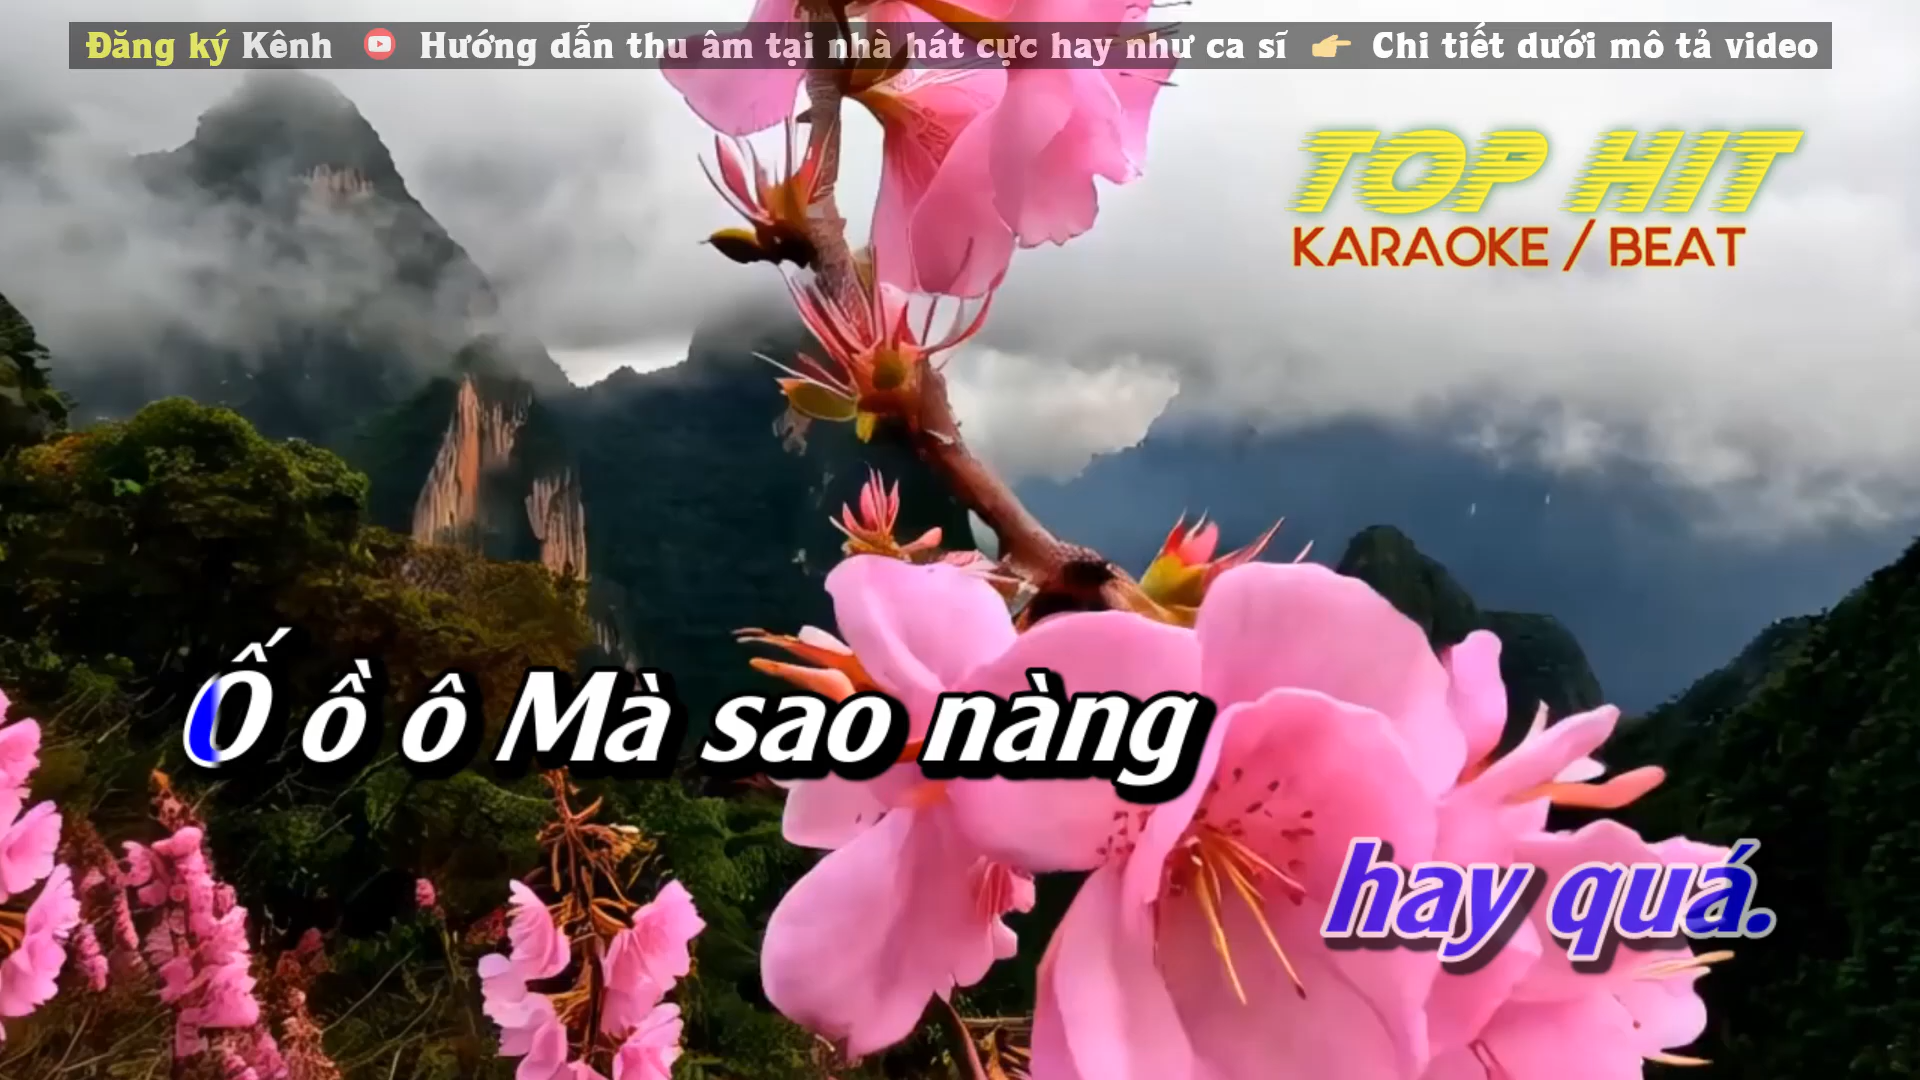 Đăng ký Kênh Hướng dẫn thu âm tại nhà hát cực hay như ca sĩ 👉 Chi tiết dưới mô tả video
TOP HIT
KARAOKE / BEAT
Ố ồ ô Mà sao nàng
hay quá.